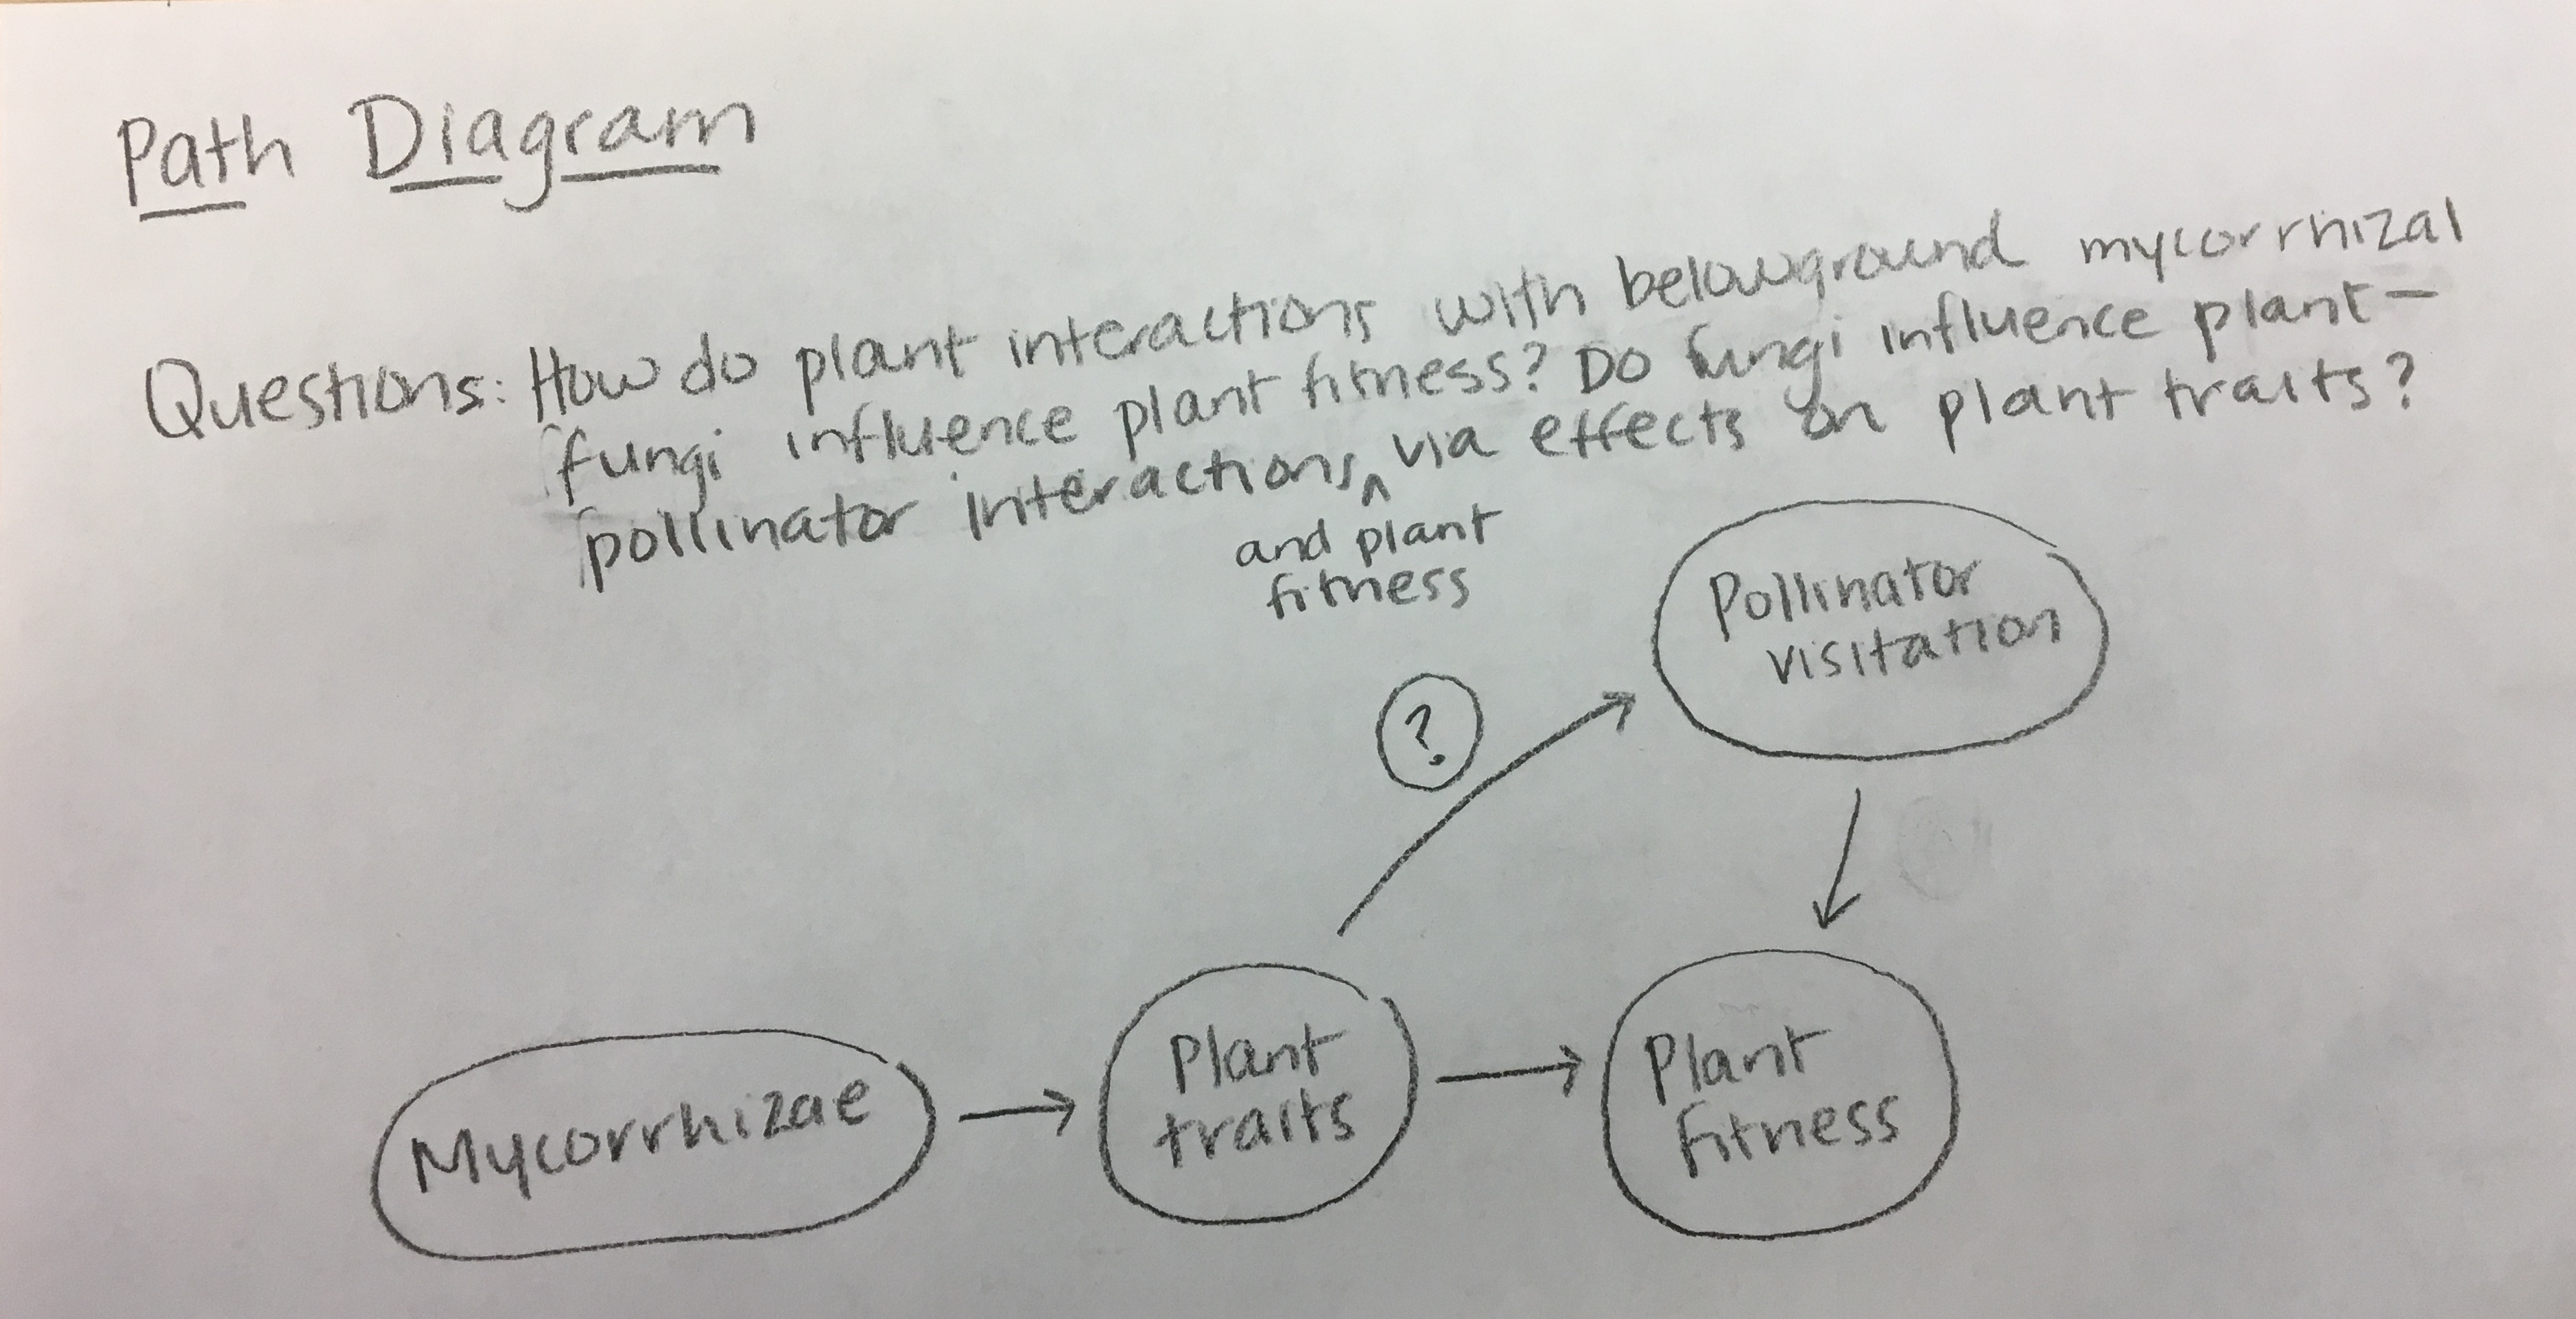 Path Diagram
Questions: How do plant interactions with belowground mycorrhizal
fungi influence plant fitness? Do fungi influence plant-
pollinator interactions ^ via effects on plant traits?
and plant
fitness
Pollinator
visitation
?
Mycorrhizae
Plant
traits
Plant
fitness